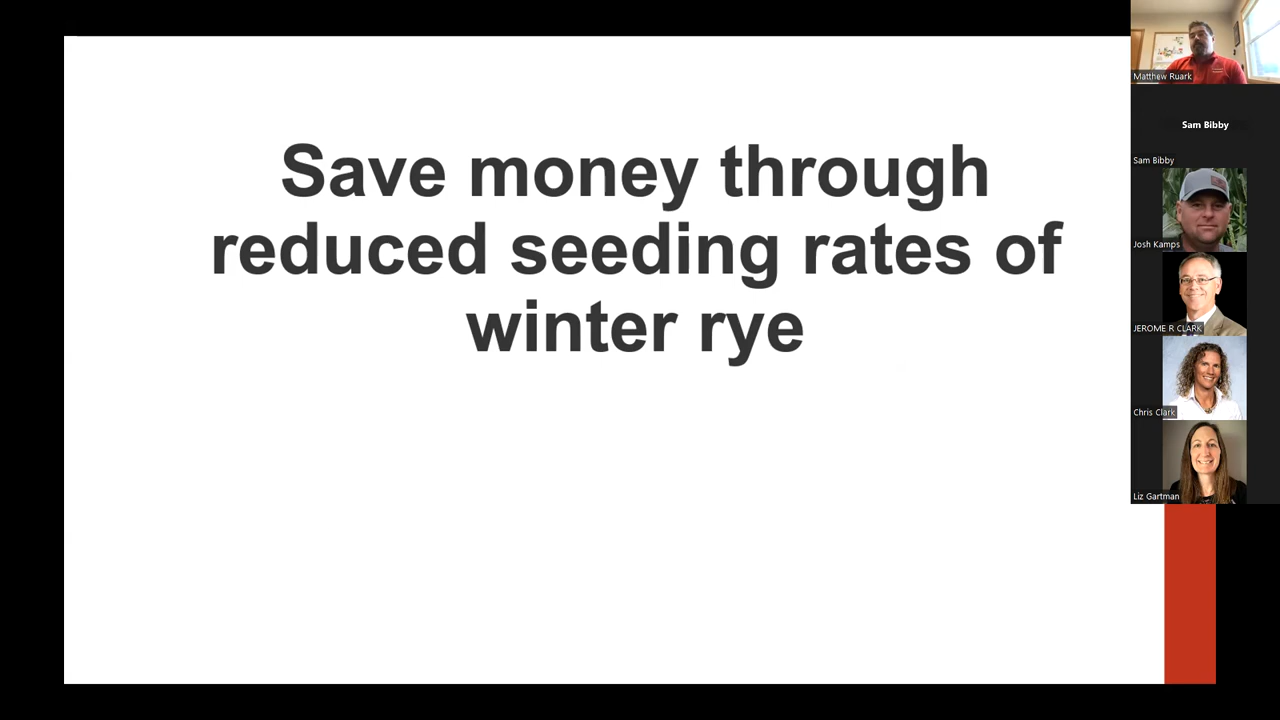 Save money through
reduced seeding rates of
winter rye
Matthew Ruark
Sam Bibby
Sam Bibby
Josh Kamps
JEROME R CLARK
Chris Clark
Liz Gartman